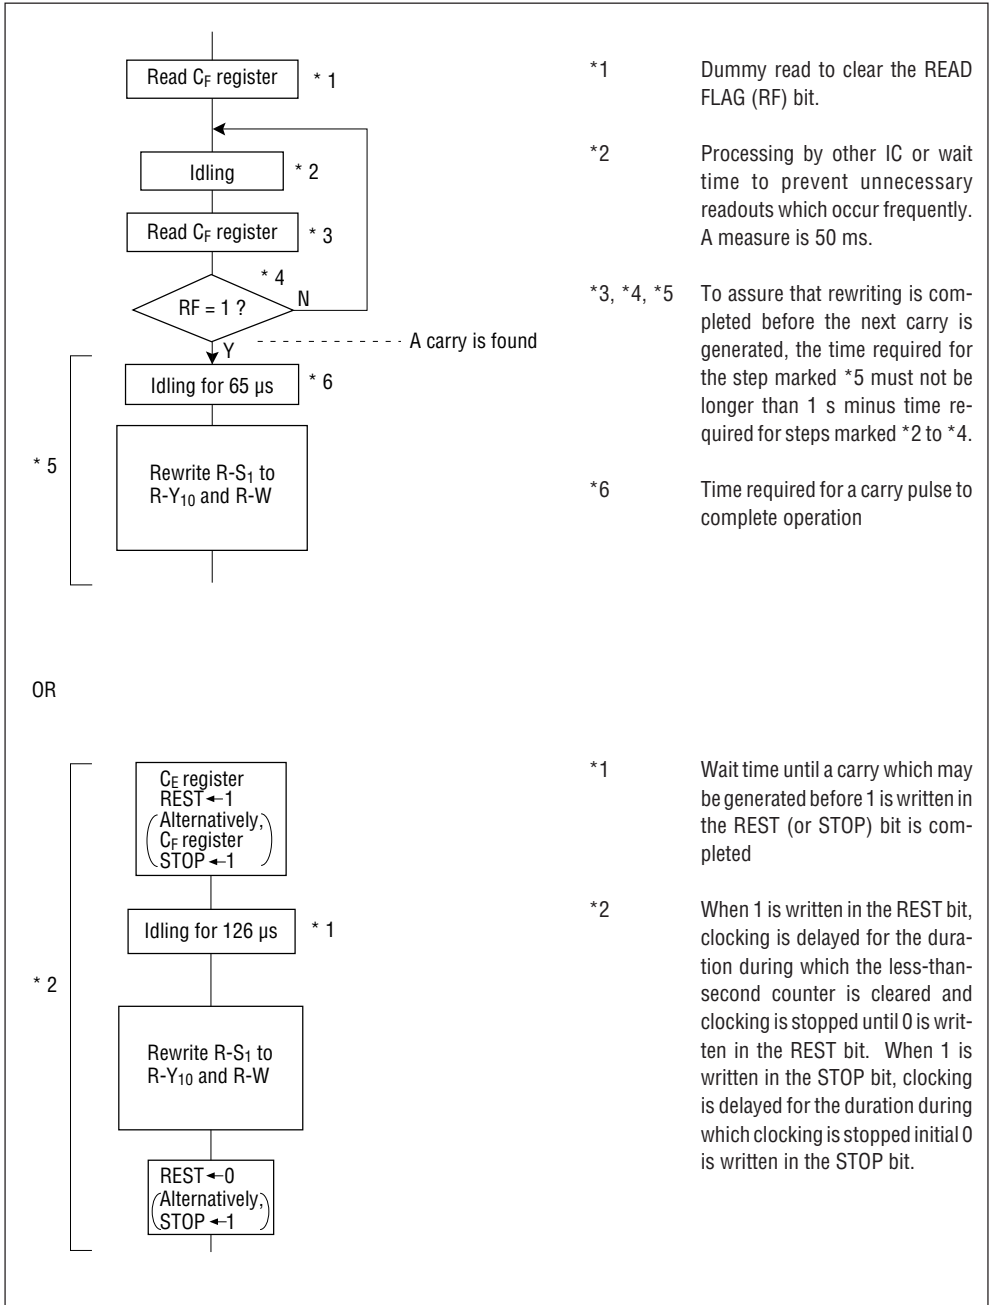 Read CF register * 1
Idling * 2
Read CF register * 3
* 4
RF = 1 ? N
Y - - - - - - - - - - - - - - A carry is found
Idling for 65 µs * 6
* 5
Rewrite R-S1 to
R-Y10 and R-W
*1 Dummy read to clear the READ
FLAG (RF) bit.
*2 Processing by other IC or wait
time to prevent unnecessary
readouts which occur frequently.
A measure is 50 ms.
*3, *4, *5 To assure that rewriting is com-
pleted before the next carry is
generated, the time required for
the step marked *5 must not be
longer than 1 s minus time re-
quired for steps marked *2 to *4.
*6 Time required for a carry pulse to
complete operation
OR
CE register
REST←1
(Alternatively,
CF register
STOP←1)
Idling for 126 µs * 1
* 2
Rewrite R-S1 to
R-Y10 and R-W
REST←0
(Alternatively,
STOP←1)
*1 Wait time until a carry which may
be generated before 1 is written in
the REST (or STOP) bit is com-
pleted
*2 When 1 is written in the REST bit,
clocking is delayed for the dura-
tion during which the less-than-
second counter is cleared and
clocking is stopped until 0 is writ-
ten in the REST bit. When 1 is
written in the STOP bit, clocking
is delayed for the duration during
which clocking is stopped initial 0
is written in the STOP bit.